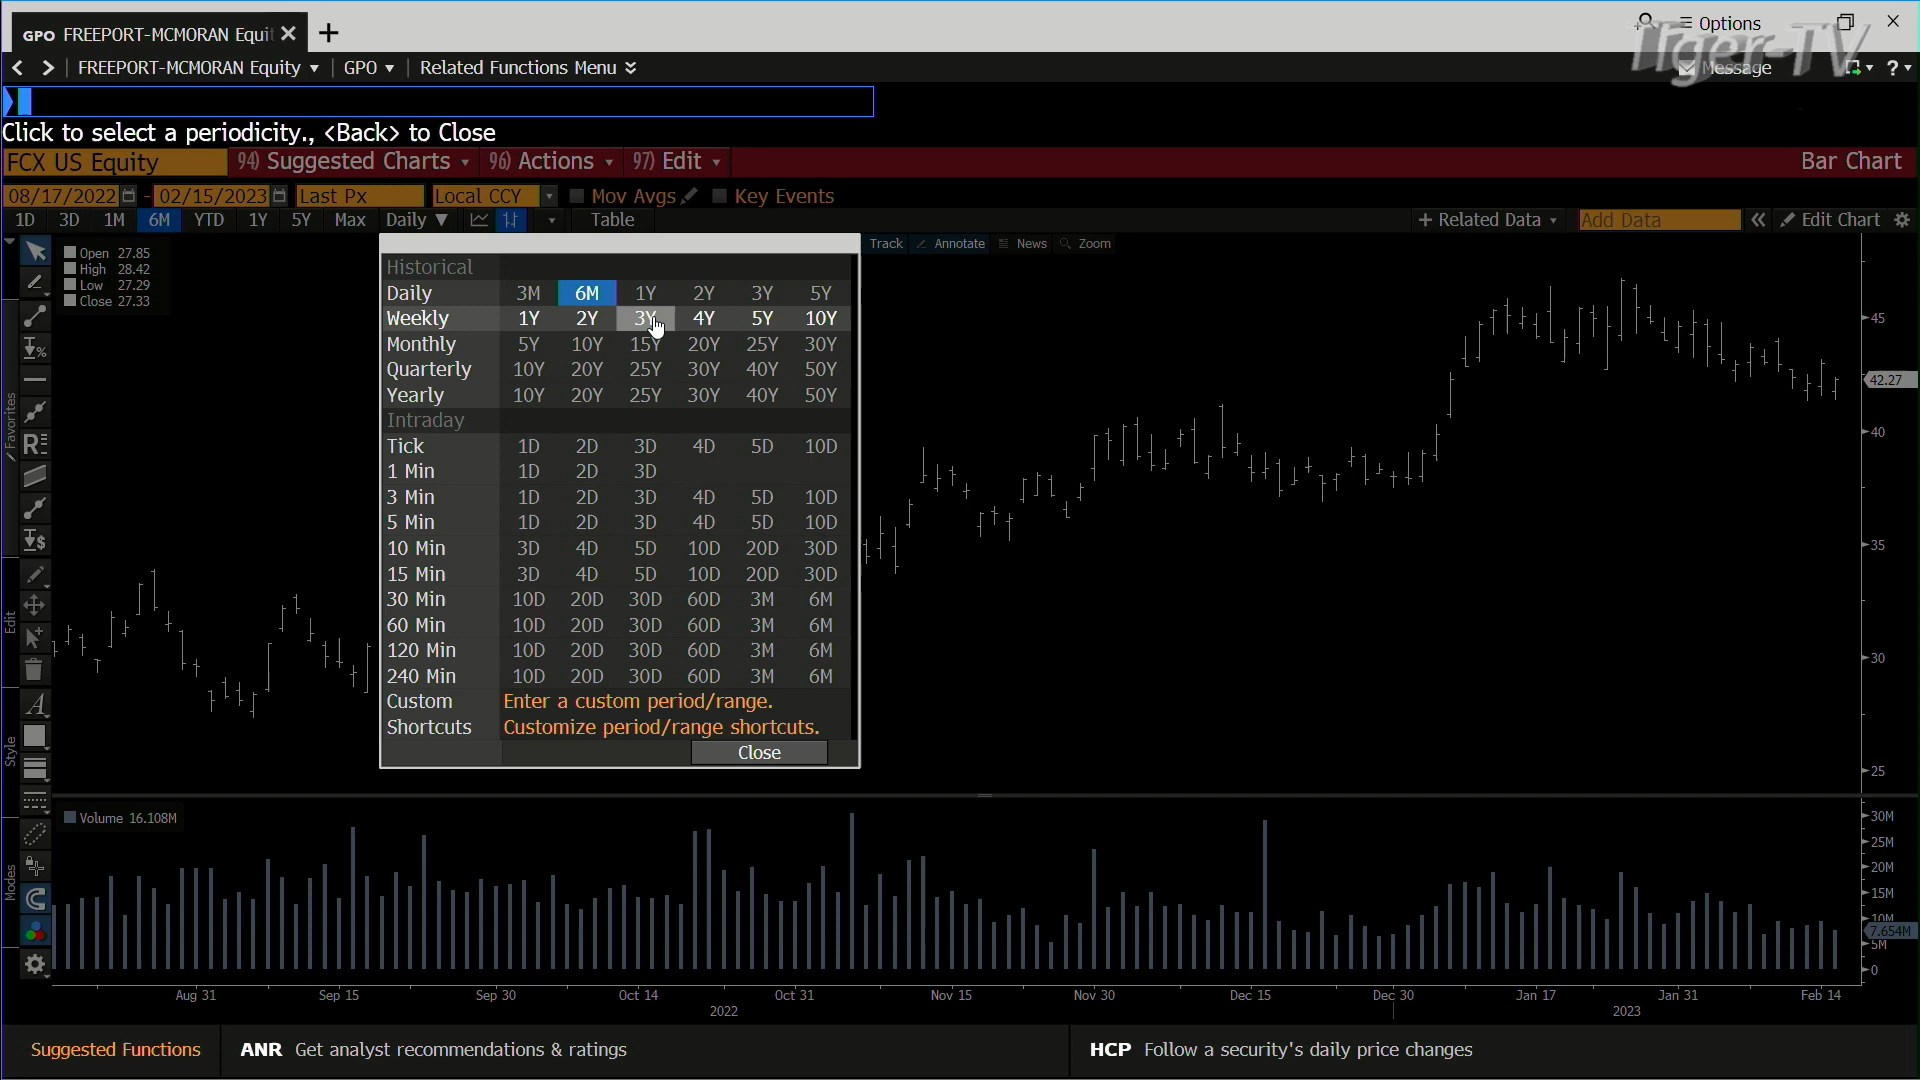 GPO FREEPORT-MCMORAN Equit
Options
FREEPORT-MCMORAN Equity GPO Related Functions Menu
Message ?
Tiger-TV
Click to select a periodicity., <Back> to Close
FCX US Equity 94) Suggested Charts 96) Actions 97) Edit Bar Chart
08/17/2022 - 02/15/2023 Last Px Local CCY Mov Avgs Key Events
1D 3D 1M 6M YTD 1Y 5Y Max Daily ▼ Table + Related Data Add Data « Edit Chart
Track Annotate News Zoom
Open 27.85
High 28.42
Low 27.29
Close 27.33
Historical
Daily 3M 6M 1Y 2Y 3Y 5Y
Weekly 1Y 2Y 3Y 4Y 5Y 10Y
Monthly 5Y 10Y 15Y 20Y 25Y 30Y
Quarterly 10Y 20Y 25Y 30Y 40Y 50Y
Yearly 10Y 20Y 25Y 30Y 40Y 50Y
Intraday
Tick 1D 2D 3D 4D 5D 10D
1 Min 1D 2D 3D
3 Min 1D 2D 3D 4D 5D 10D
5 Min 1D 2D 3D 4D 5D 10D
10 Min 3D 4D 5D 10D 20D 30D
15 Min 3D 4D 5D 10D 20D 30D
30 Min 10D 20D 30D 60D 3M 6M
60 Min 10D 20D 30D 60D 3M 6M
120 Min 10D 20D 30D 60D 3M 6M
240 Min 10D 20D 30D 60D 3M 6M
Custom Enter a custom period/range.
Shortcuts Customize period/range shortcuts.
Close
Favorites
Edit
Style
Modes
45
42.27
40
35
30
25
Volume 16.108M
30M
25M
20M
15M
10M
7.654M
5M
0
Aug 31 Sep 15 Sep 30 Oct 14 Oct 31 Nov 15 Nov 30 Dec 15 Dec 30 Jan 17 Jan 31 Feb 14
2022 2023
Suggested Functions ANR Get analyst recommendations & ratings HCP Follow a security's daily price changes